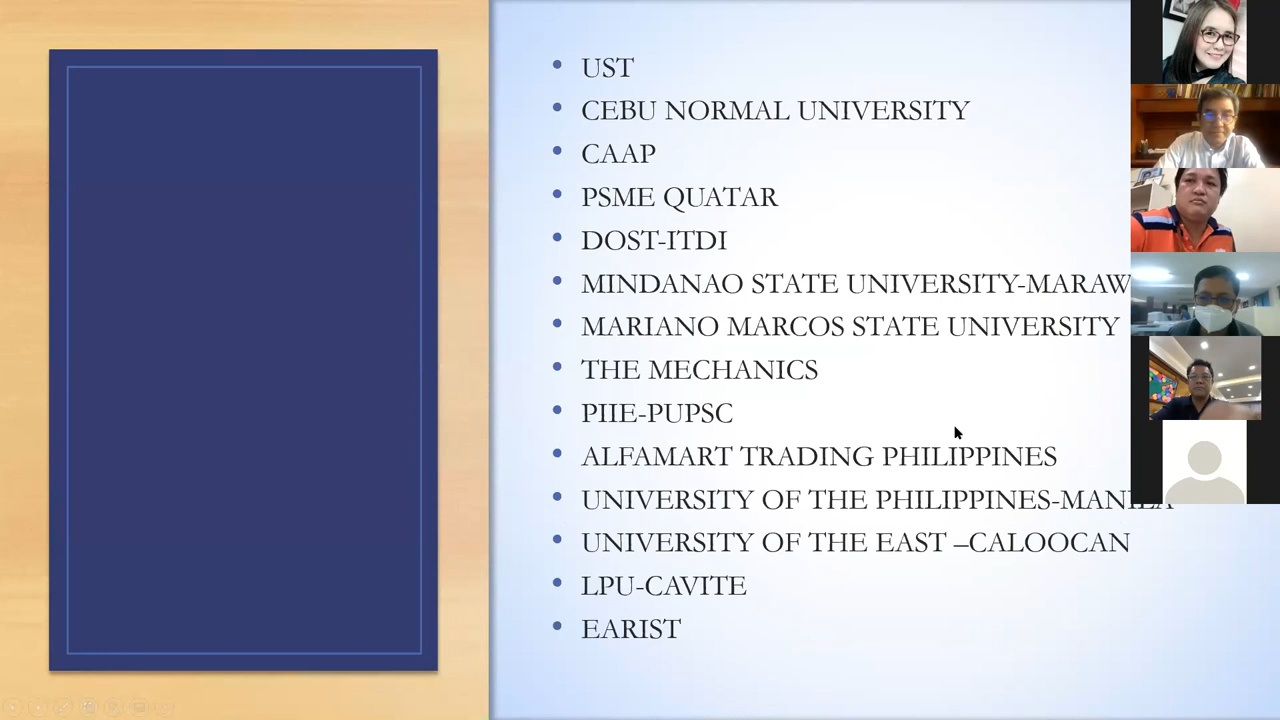 UST
CEBU NORMAL UNIVERSITY
CAAP
PSME QUATAR
DOST-ITDI
MINDANAO STATE UNIVERSITY-MARAW
MARIANO MARCOS STATE UNIVERSITY
THE MECHANICS
PIIE-PUPSC
ALFAMART TRADING PHILIPPINES
UNIVERSITY OF THE PHILIPPINES-MANILA
UNIVERSITY OF THE EAST –CALOOCAN
LPU-CAVITE
EARIST